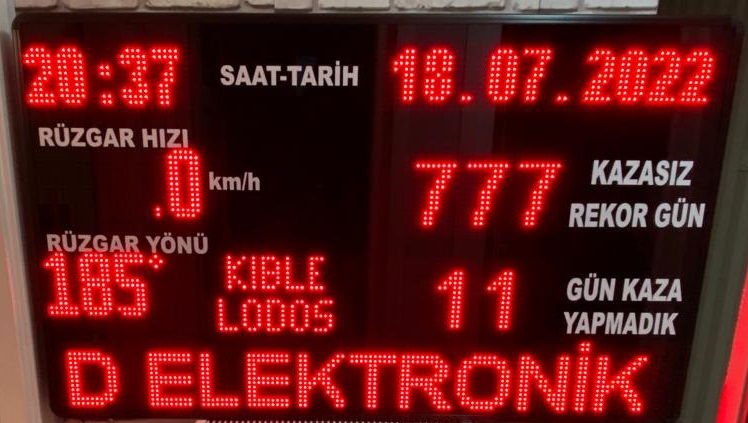 20:37 SAAT-TARİH 18.07.2022
RÜZGAR HIZI
.0 km/h
777 KAZASIZ
REKOR GÜN
RÜZGAR YÖNÜ
185° KIBLE
LODOS
11 GÜN KAZA
YAPMADIK
D ELEKTRONİK